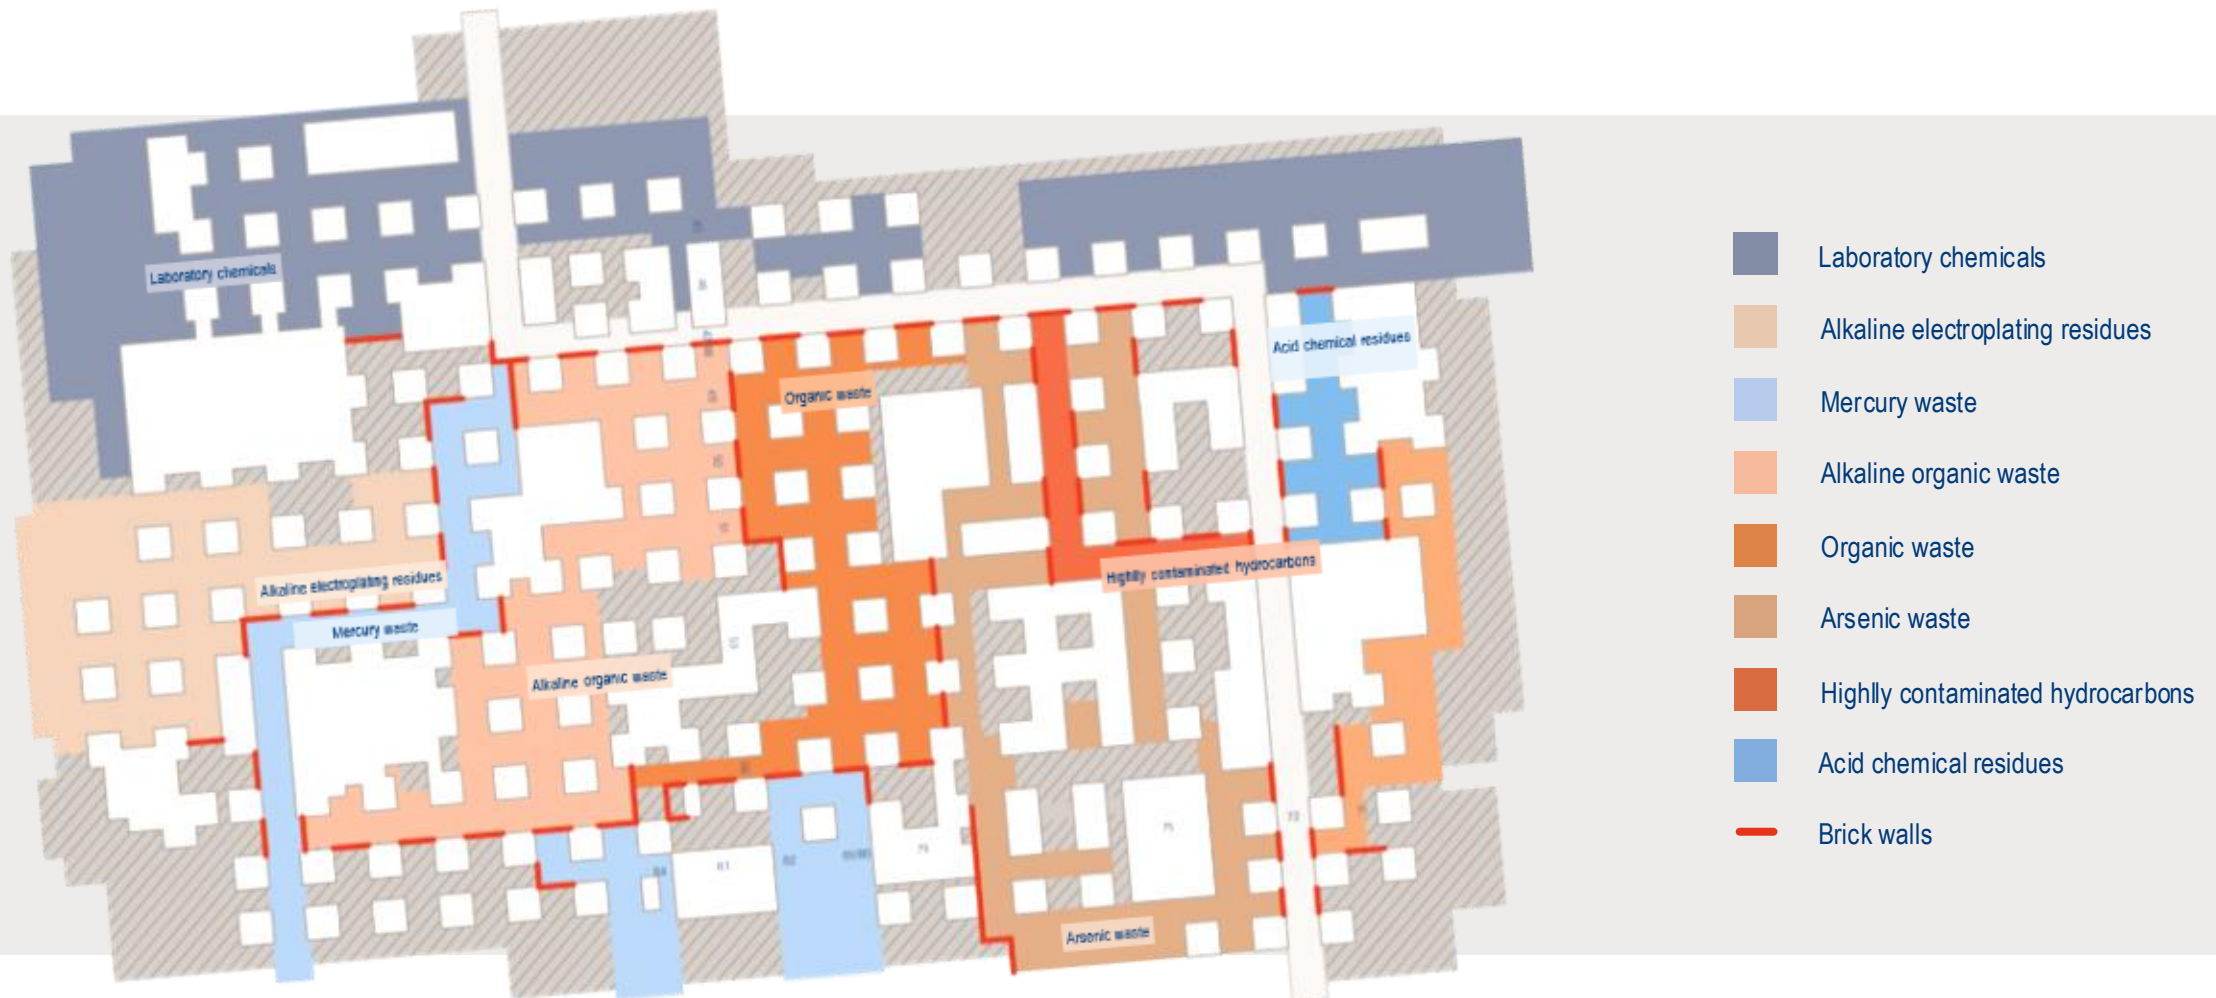 Laboratory chemicals
Organic waste
Acid chemical residues
Alkaline electroplating residues
Mercury waste
Highlly contaminated hydrocarbons
Alkaline organic waste
Arsenic waste
Laboratory chemicals
Alkaline electroplating residues
Mercury waste
Alkaline organic waste
Organic waste
Arsenic waste
Highlly contaminated hydrocarbons
Acid chemical residues
Brick walls